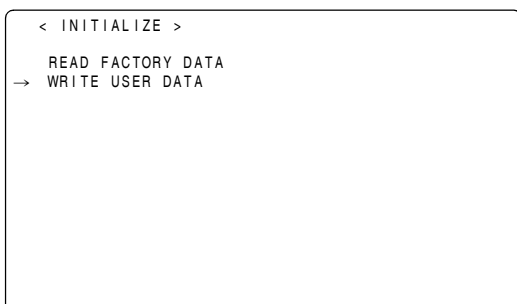 < INITIALIZE >
READ FACTORY DATA
→ WRITE USER DATA